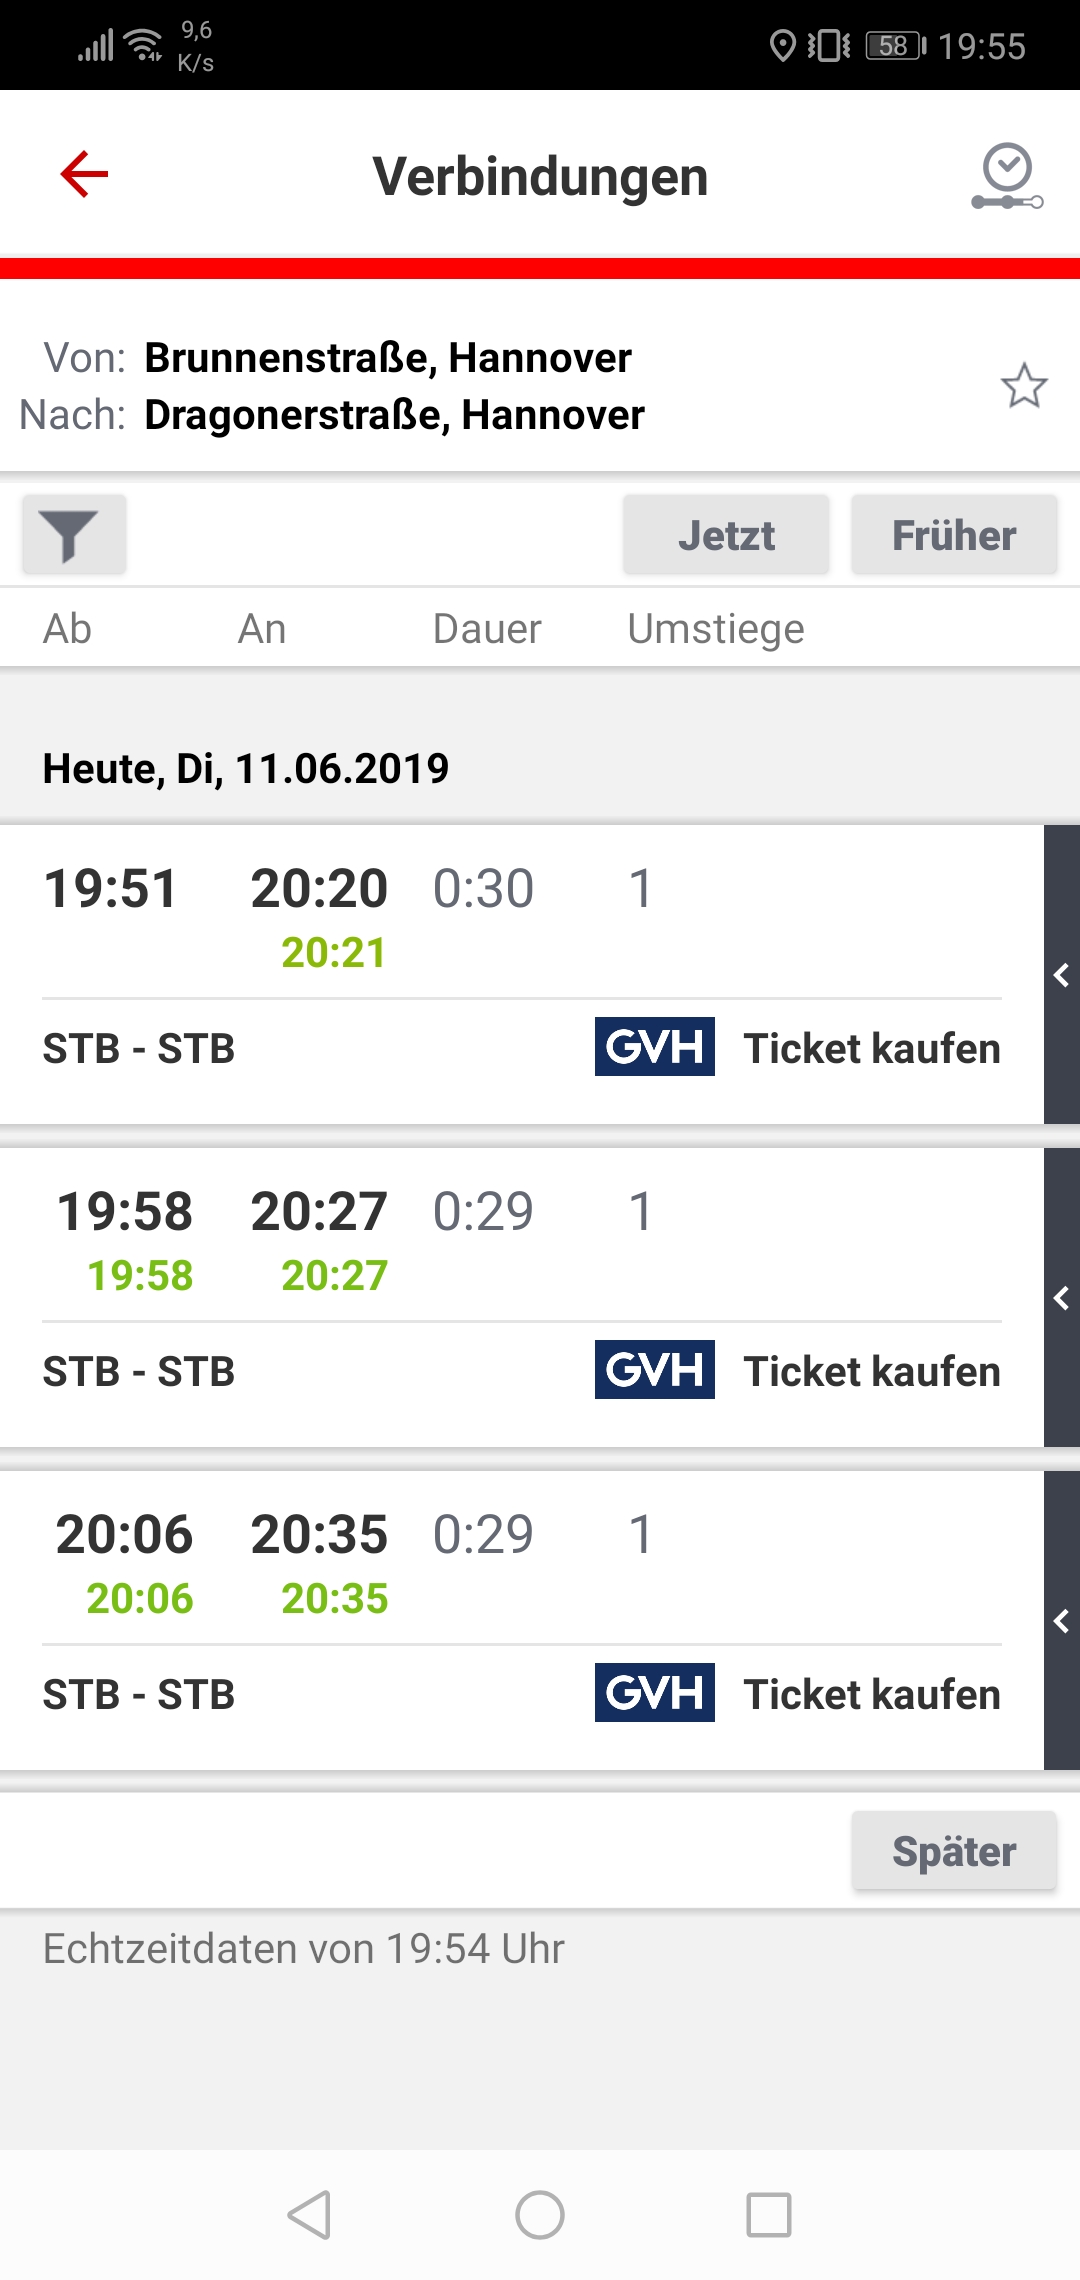 9,6
K/s
58 19:55
Verbindungen
Von: Brunnenstraße, Hannover
Nach: Dragonerstraße, Hannover
Jetzt Früher
Ab An Dauer Umstiege
Heute, Di, 11.06.2019
19:51 20:20 0:30 1
20:21
STB - STB GVH Ticket kaufen
19:58 20:27 0:29 1
19:58 20:27
STB - STB GVH Ticket kaufen
20:06 20:35 0:29 1
20:06 20:35
STB - STB GVH Ticket kaufen
Später
Echtzeitdaten von 19:54 Uhr